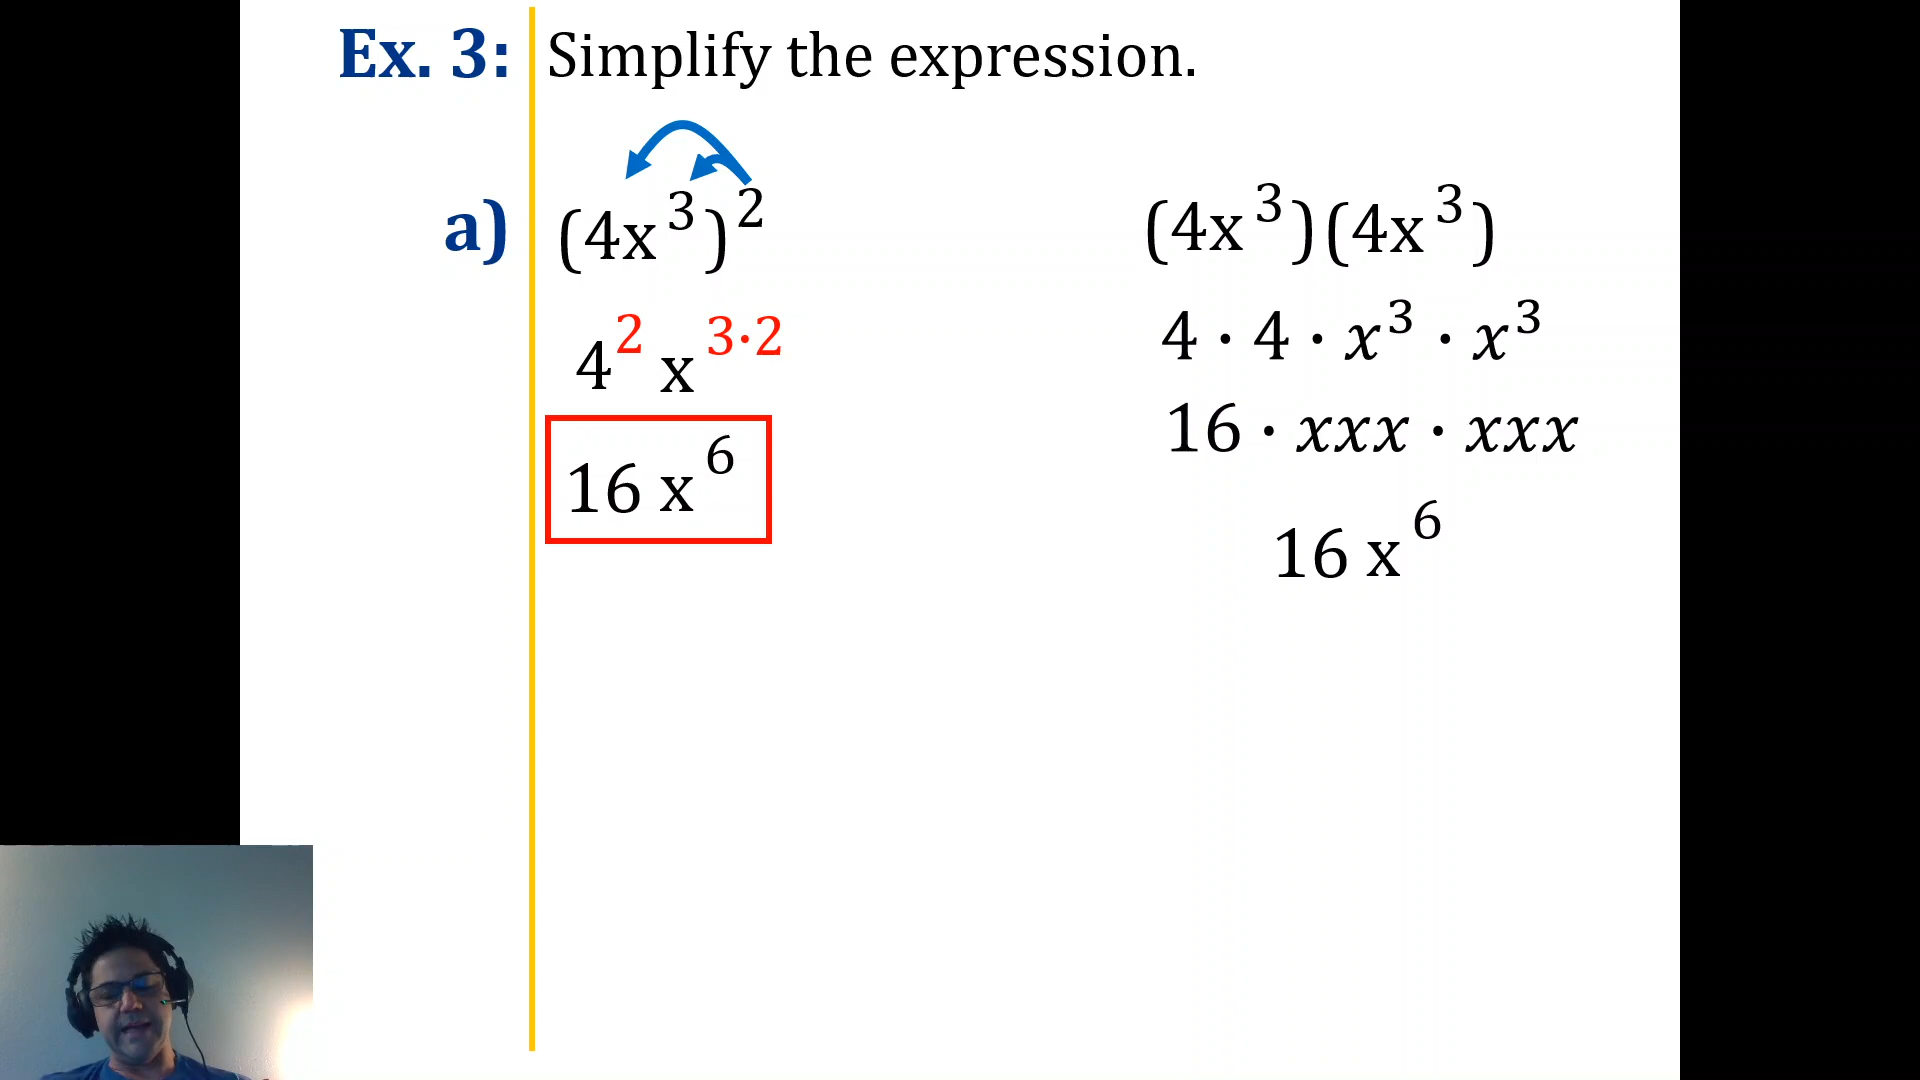 Ex. 3: Simplify the expression.
a) (4x³)²
4² x³·²
16 x⁶
(4x³)(4x³)
4 · 4 · x³ · x³
16 · xxx · xxx
16 x⁶